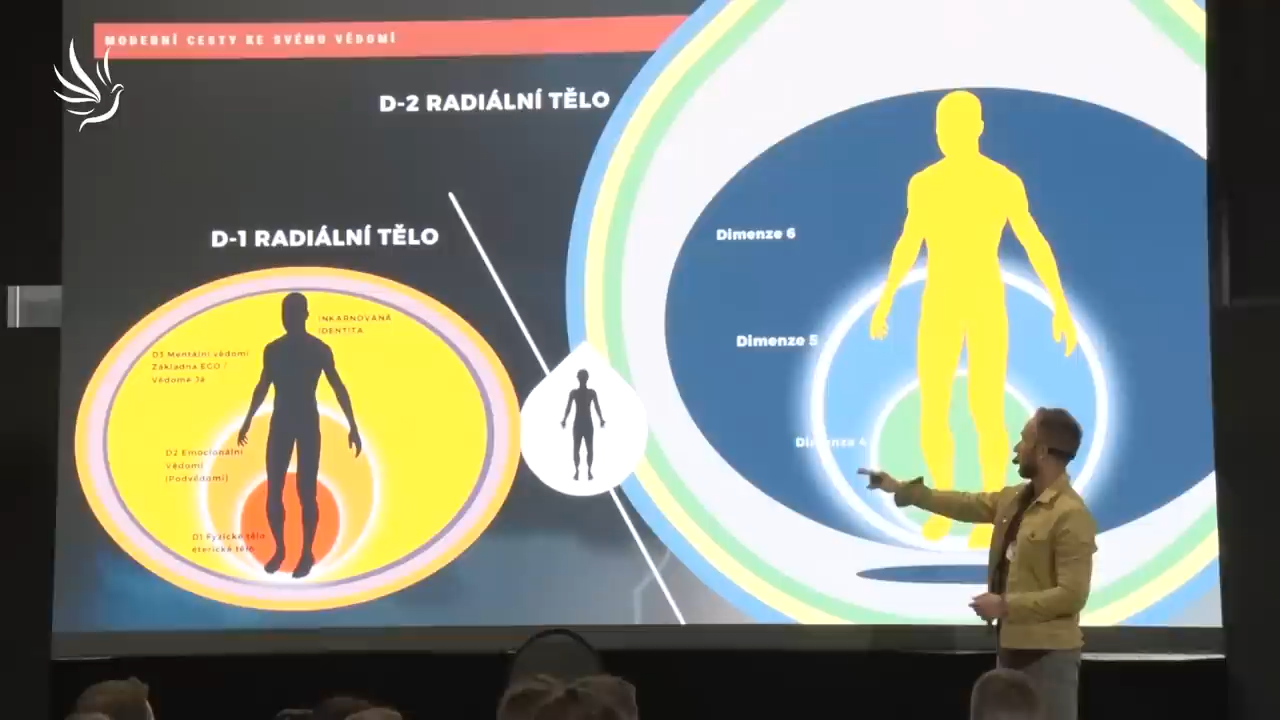 MODERNÍ CESTY KE SVÉMU VĚDOMÍ
D-2 RADIÁLNÍ TĚLO
D-1 RADIÁLNÍ TĚLO
INKARNOVANÁ
IDENTITA
D3 Mentální vědomí
Základna EGO /
Vědomé Já
D2 Emocionální
Vědomí
(Podvědomí)
D1 Fyzické tělo
éterické tělo
Dimenze 6
Dimenze 5
Dimenze 4